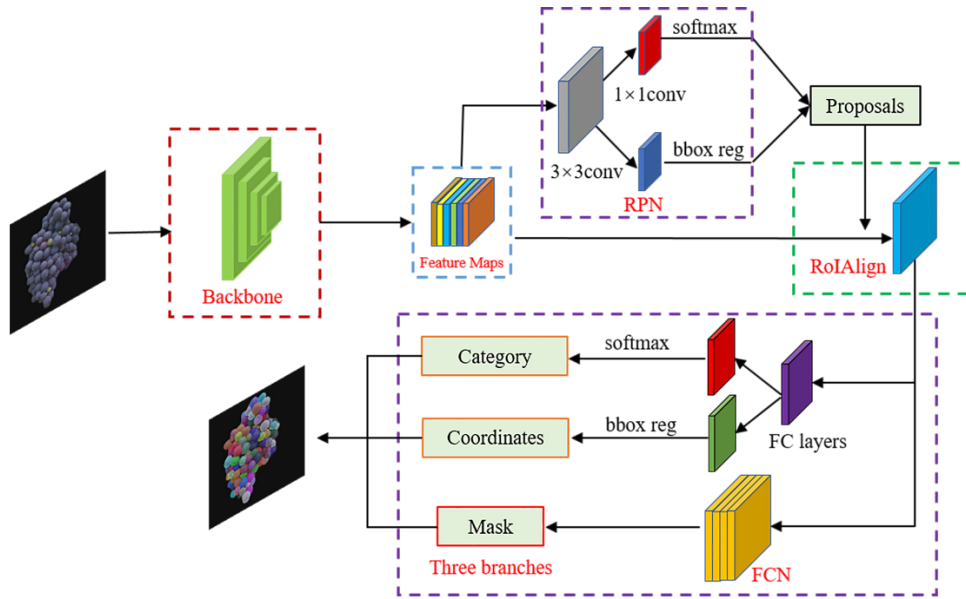 softmax
1×1conv
Proposals
3×3conv
bbox reg
RPN
Feature Maps
Backbone
RoIAlign
Category
softmax
Coordinates
bbox reg
FC layers
Mask
Three branches
FCN